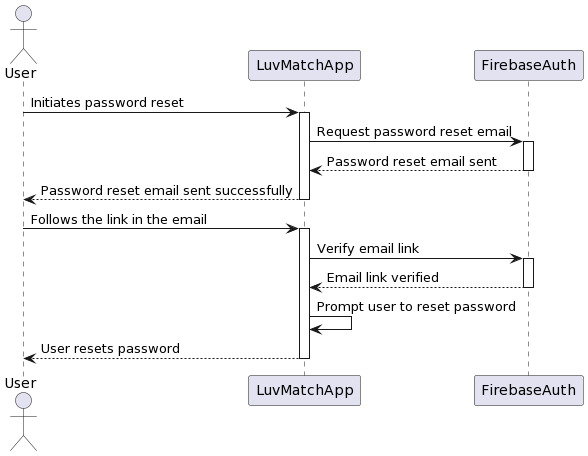 User
LuvMatchApp
FirebaseAuth
Initiates password reset
Request password reset email
Password reset email sent
Password reset email sent successfully
Follows the link in the email
Verify email link
Email link verified
Prompt user to reset password
User resets password
User
LuvMatchApp
FirebaseAuth